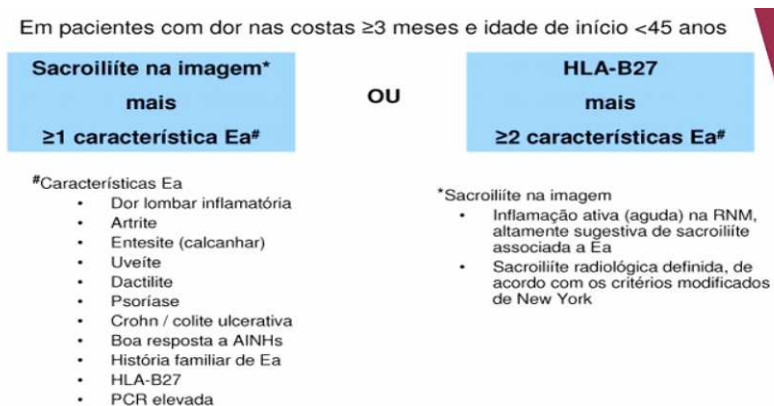 Em pacientes com dor nas costas ≥3 meses e idade de início <45 anos
Sacroiliíte na imagem*
mais
≥1 característica Ea#
OU
HLA-B27
mais
≥2 características Ea#
#Características Ea
• Dor lombar inflamatória
• Artrite
• Entesite (calcanhar)
• Uveíte
• Dactilite
• Psoríase
• Crohn / colite ulcerativa
• Boa resposta a AINHs
• História familiar de Ea
• HLA-B27
• PCR elevada
*Sacroiliíte na imagem
• Inflamação ativa (aguda) na RNM,
altamente sugestiva de sacroiliíte
associada a Ea
• Sacroiliíte radiológica definida, de
acordo com os critérios modificados
de New York